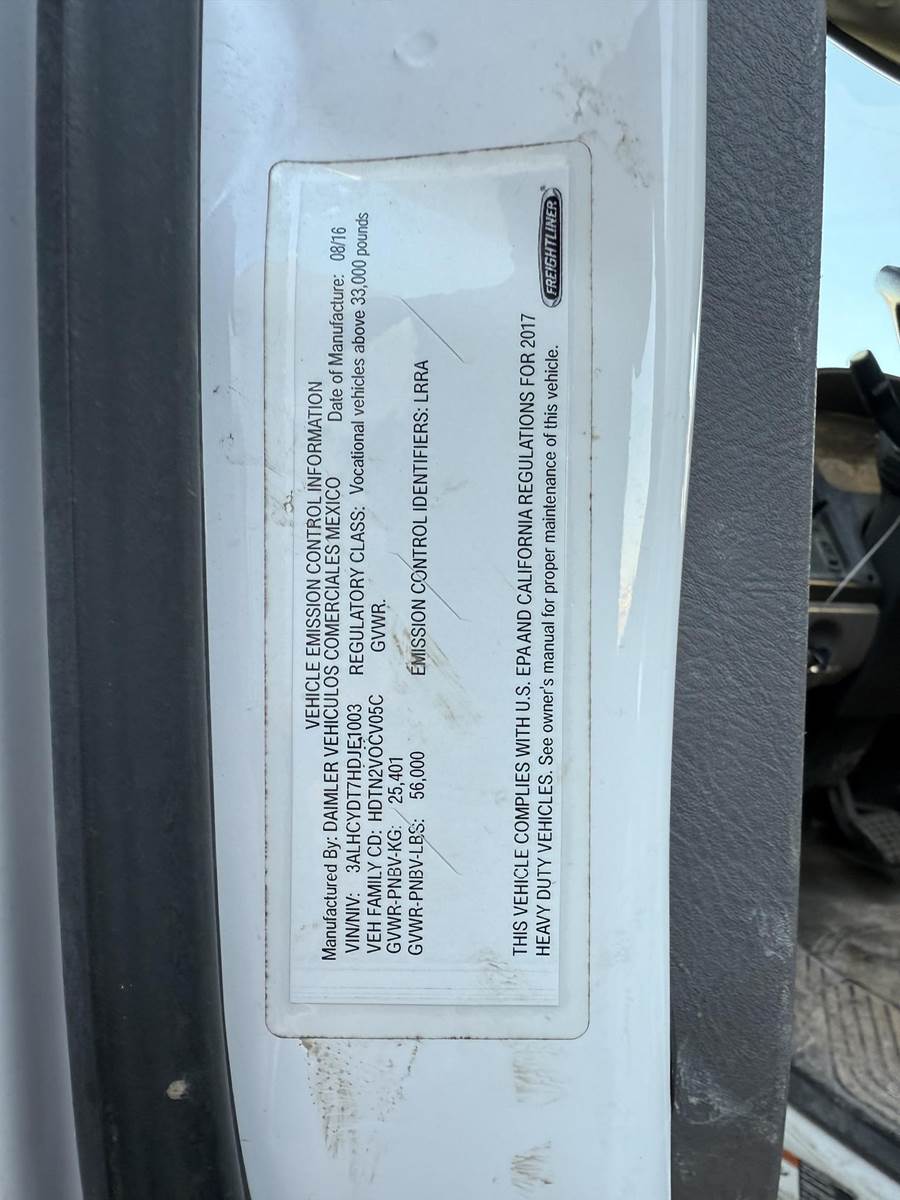 VEHICLE EMISSION CONTROL INFORMATION
Manufactured By: DAIMLER VEHICULOS COMERCIALES MEXICO Date of Manufacture: 08/16
VIN/NIV: 3ALHCYDT7HDJE1003 REGULATORY CLASS: Vocational vehicles above 33,000 pounds
VEH FAMILY CD: HDTN2VOCV05C GVWR.
GVWR-PNBV-KG: 25,401
GVWR-PNBV-LBS: 56,000 EMISSION CONTROL IDENTIFIERS: LRRA
THIS VEHICLE COMPLIES WITH U.S. EPA AND CALIFORNIA REGULATIONS FOR 2017
HEAVY DUTY VEHICLES. See owner's manual for proper maintenance of this vehicle.
FREIGHTLINER®